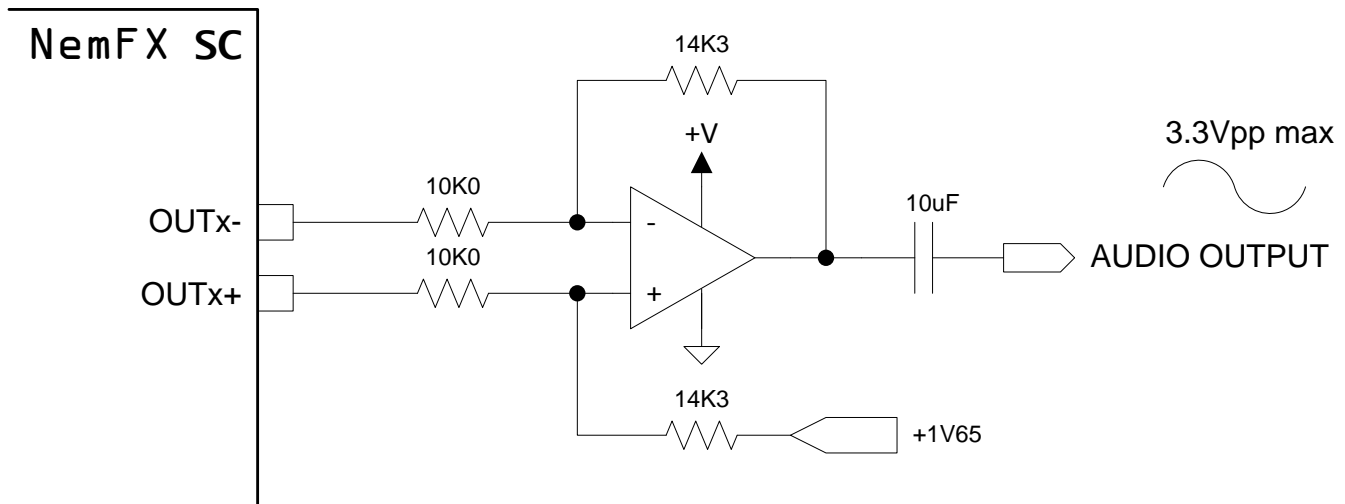 NemFX SC
14K3
+V
3.3Vpp max
10K0
10uF
OUTx-
-
10K0
AUDIO OUTPUT
OUTx+
+
14K3
+1V65